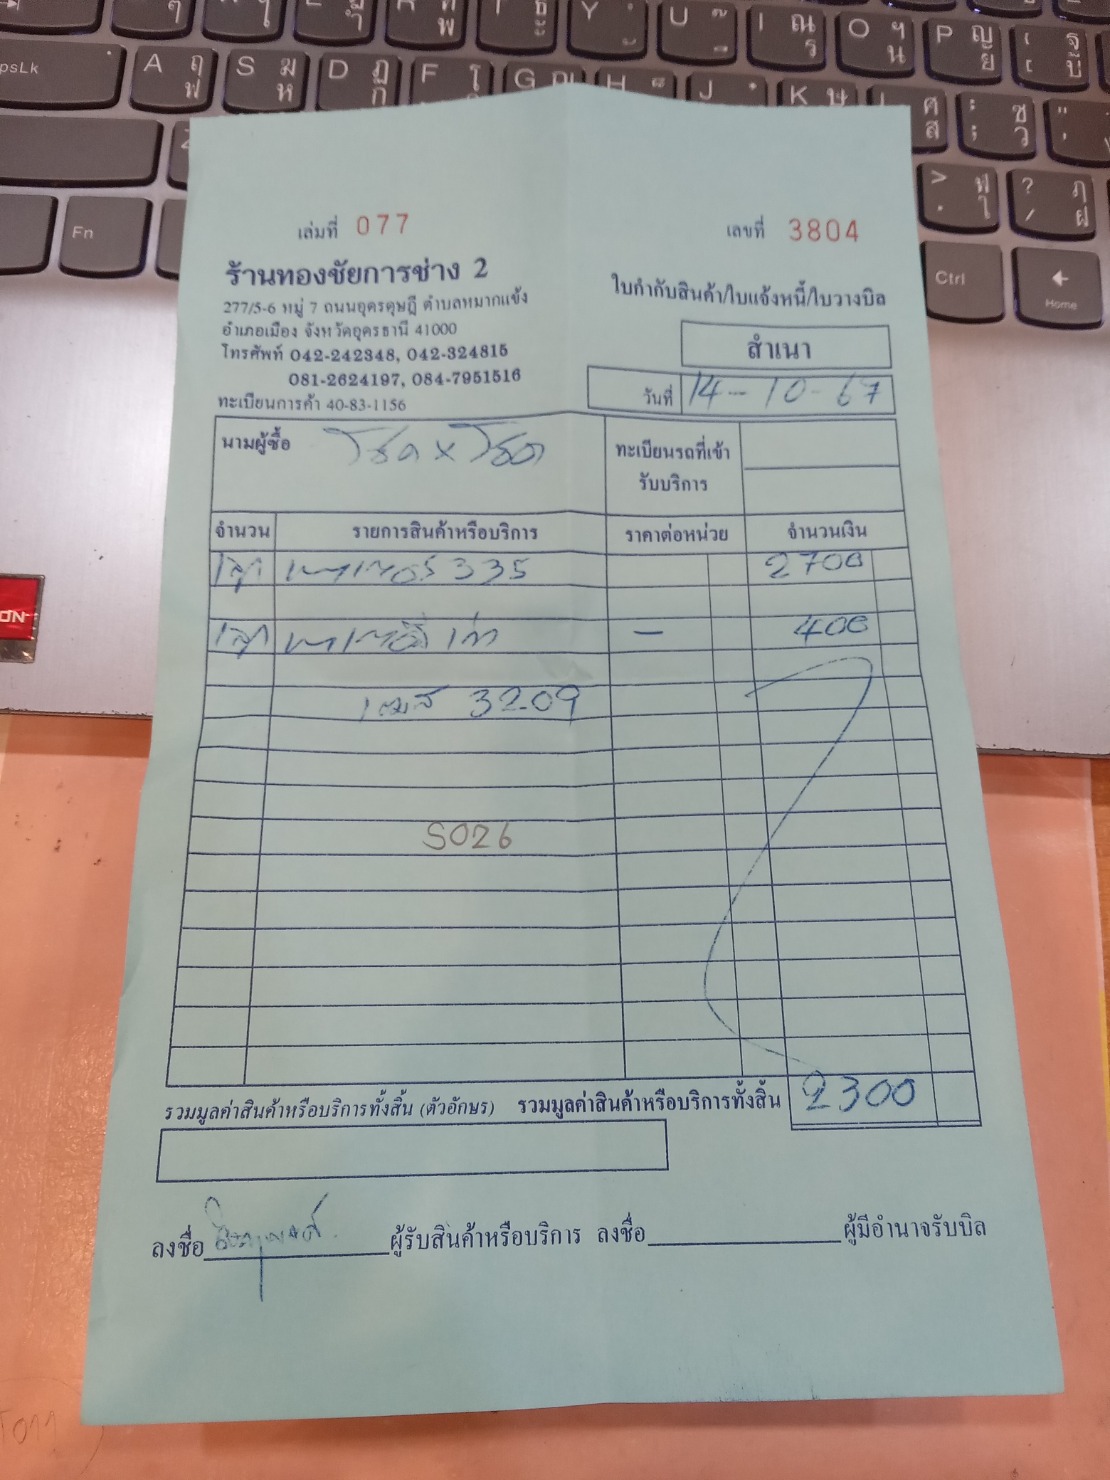 เล่มที่ 077
เลขที่ 3804
ร้านทองชัยการช่าง 2
277/5-6 หมู่ 7 ถนนอุดรดุษฎี ตำบลหมากแข้ง
อำเภอเมือง จังหวัดอุดรธานี 41000
โทรศัพท์ 042-242348, 042-324815
081-2624197, 084-7951516
ทะเบียนการค้า 40-83-1156
ใบกำกับสินค้า/ใบแจ้งหนี้/ใบวางบิล
สำเนา
วันที่ 14-10-67
นามผู้ซื้อ
ทะเบียนรถที่เข้า
รับบริการ
จำนวน รายการสินค้าหรือบริการ ราคาต่อหน่วย จำนวนเงิน
335 2700
- 400
3209
S026
รวมมูลค่าสินค้าหรือบริการทั้งสิ้น (ตัวอักษร) รวมมูลค่าสินค้าหรือบริการทั้งสิ้น 2300
ลงชื่อ ผู้รับสินค้าหรือบริการ ลงชื่อ ผู้มีอำนาจรับบิล
psLk
A ฤ ฟ S ฆ ห D ฏ ก F G H J K ษ
Fn
Ctrl
Home